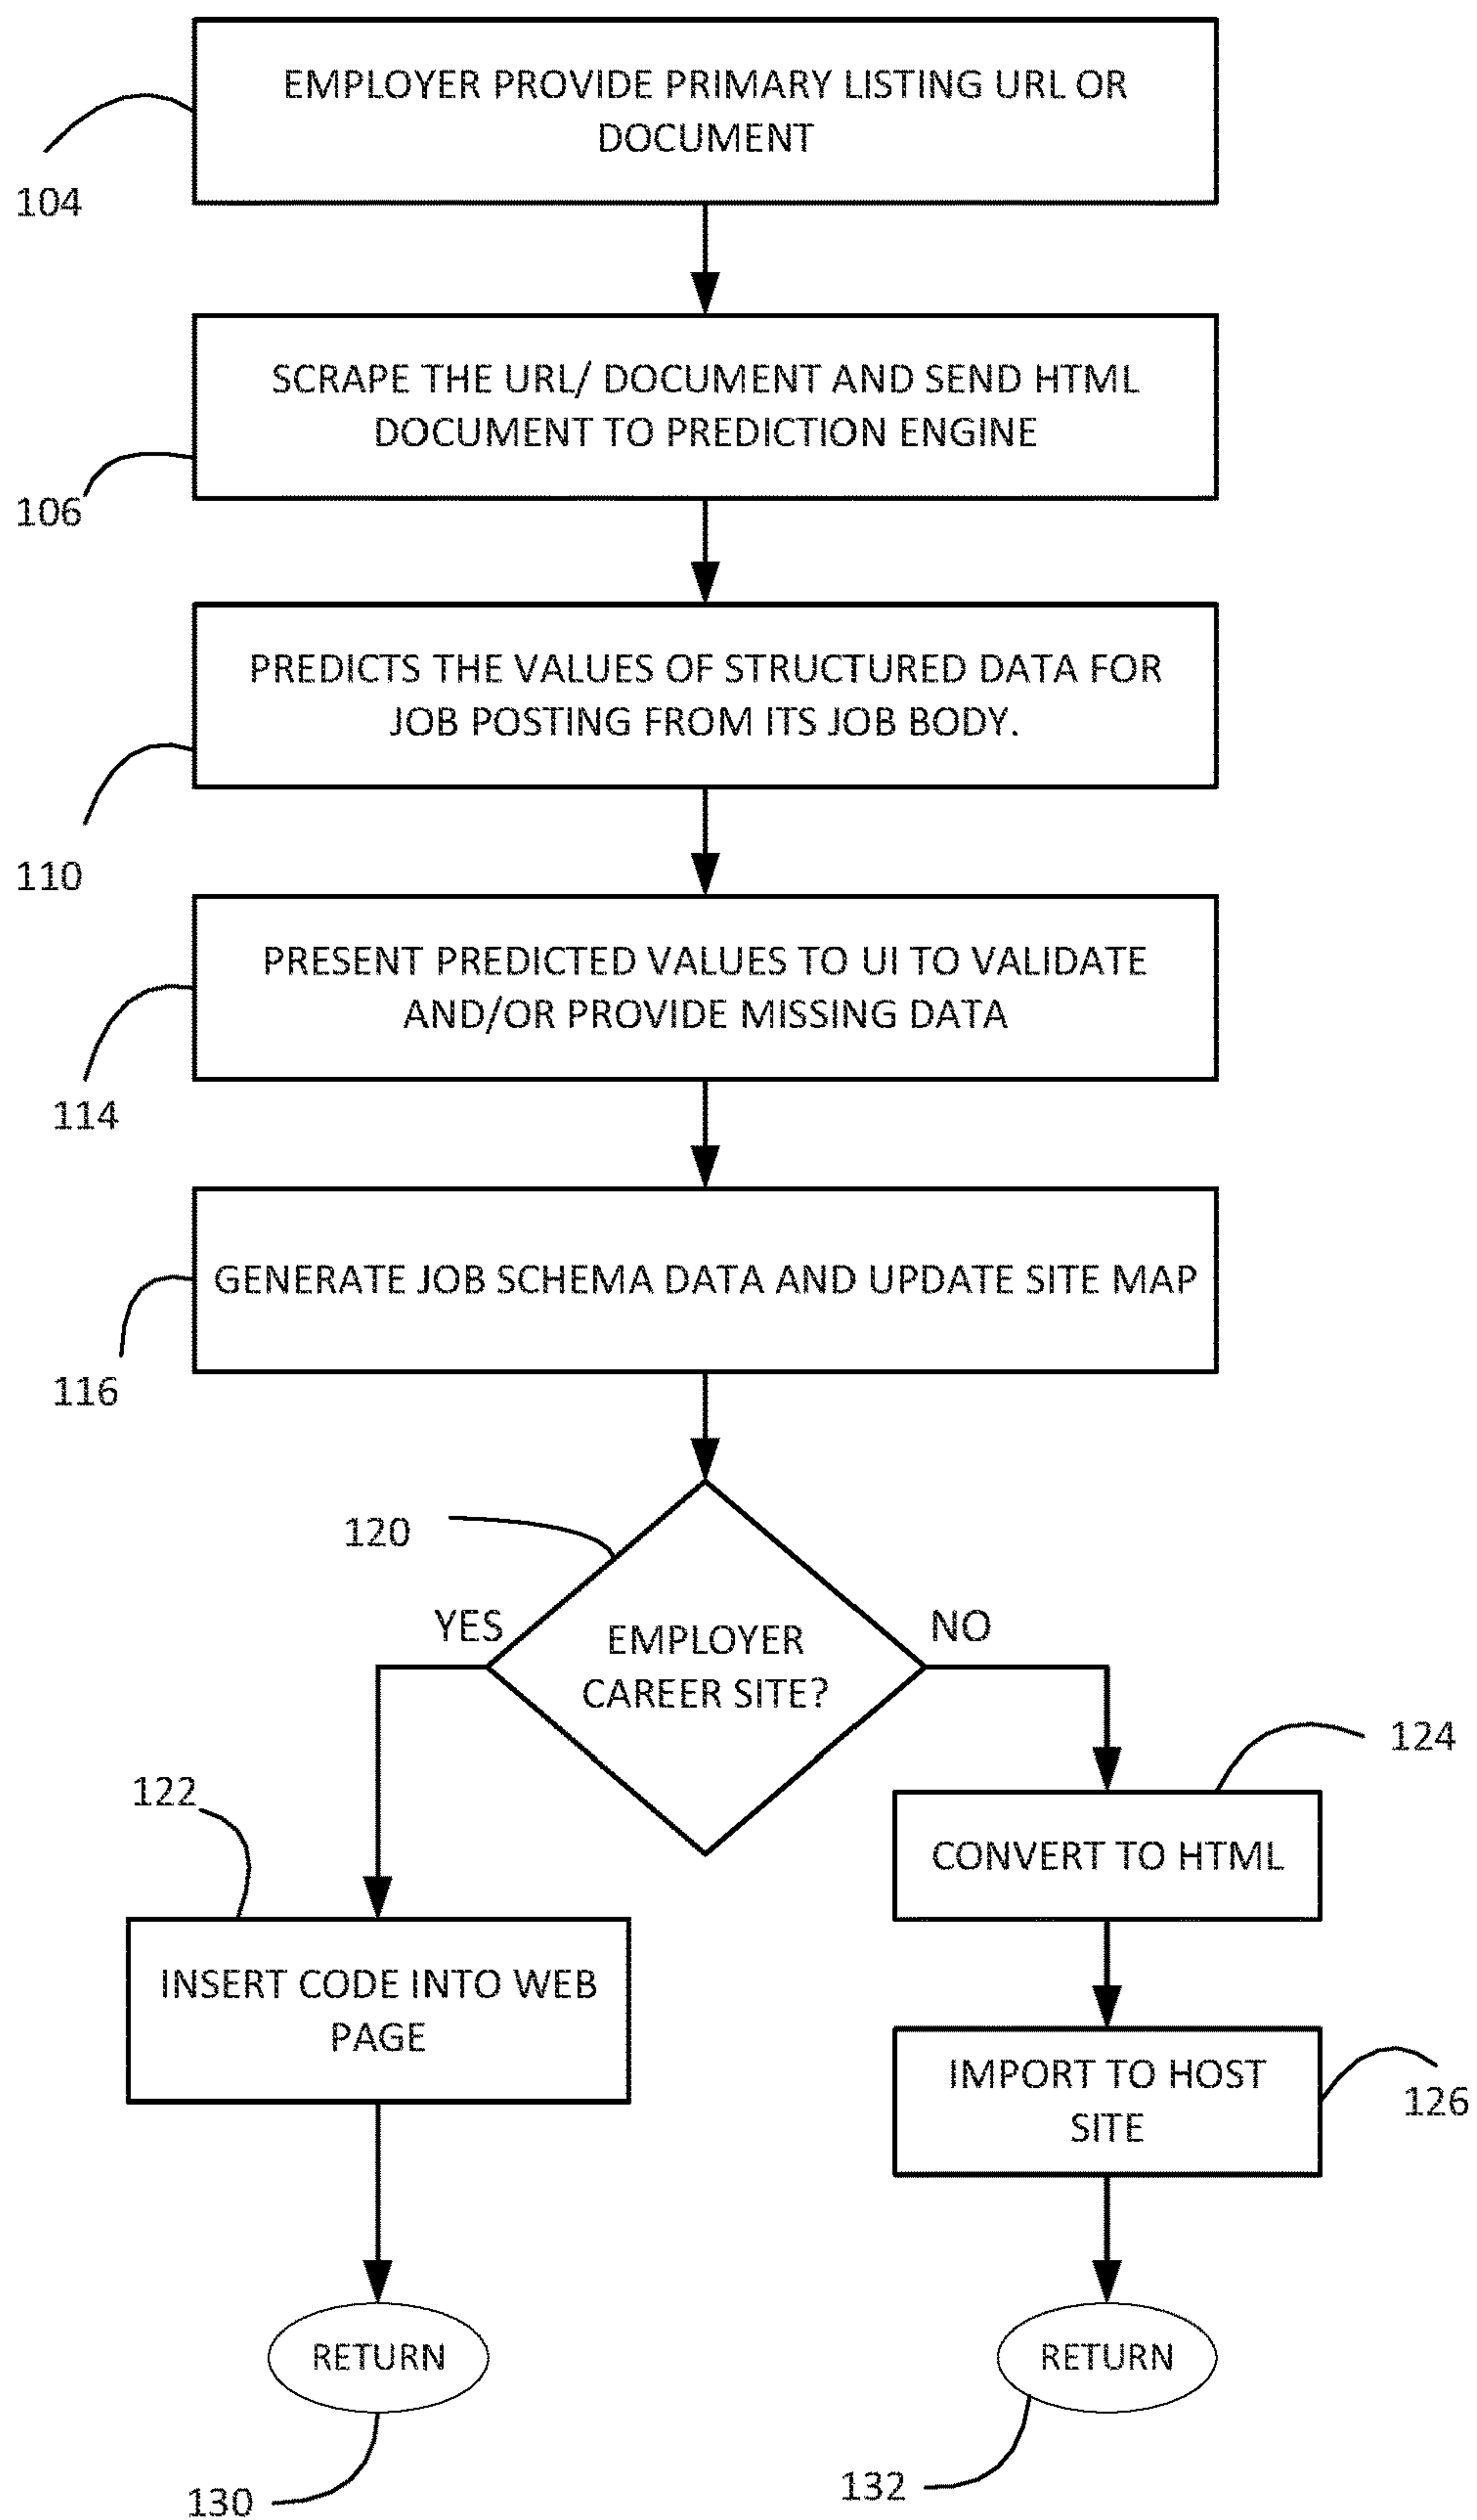 EMPLOYER PROVIDE PRIMARY LISTING URL OR
DOCUMENT
104
SCRAPE THE URL/ DOCUMENT AND SEND HTML
DOCUMENT TO PREDICTION ENGINE
106
PREDICTS THE VALUES OF STRUCTURED DATA FOR
JOB POSTING FROM ITS JOB BODY.
110
PRESENT PREDICTED VALUES TO UI TO VALIDATE
AND/OR PROVIDE MISSING DATA
114
GENERATE JOB SCHEMA DATA AND UPDATE SITE MAP
116
120
YES
NO
EMPLOYER
CAREER SITE?
124
122
CONVERT TO HTML
INSERT CODE INTO WEB
PAGE
IMPORT TO HOST
SITE
126
RETURN
RETURN
132
130